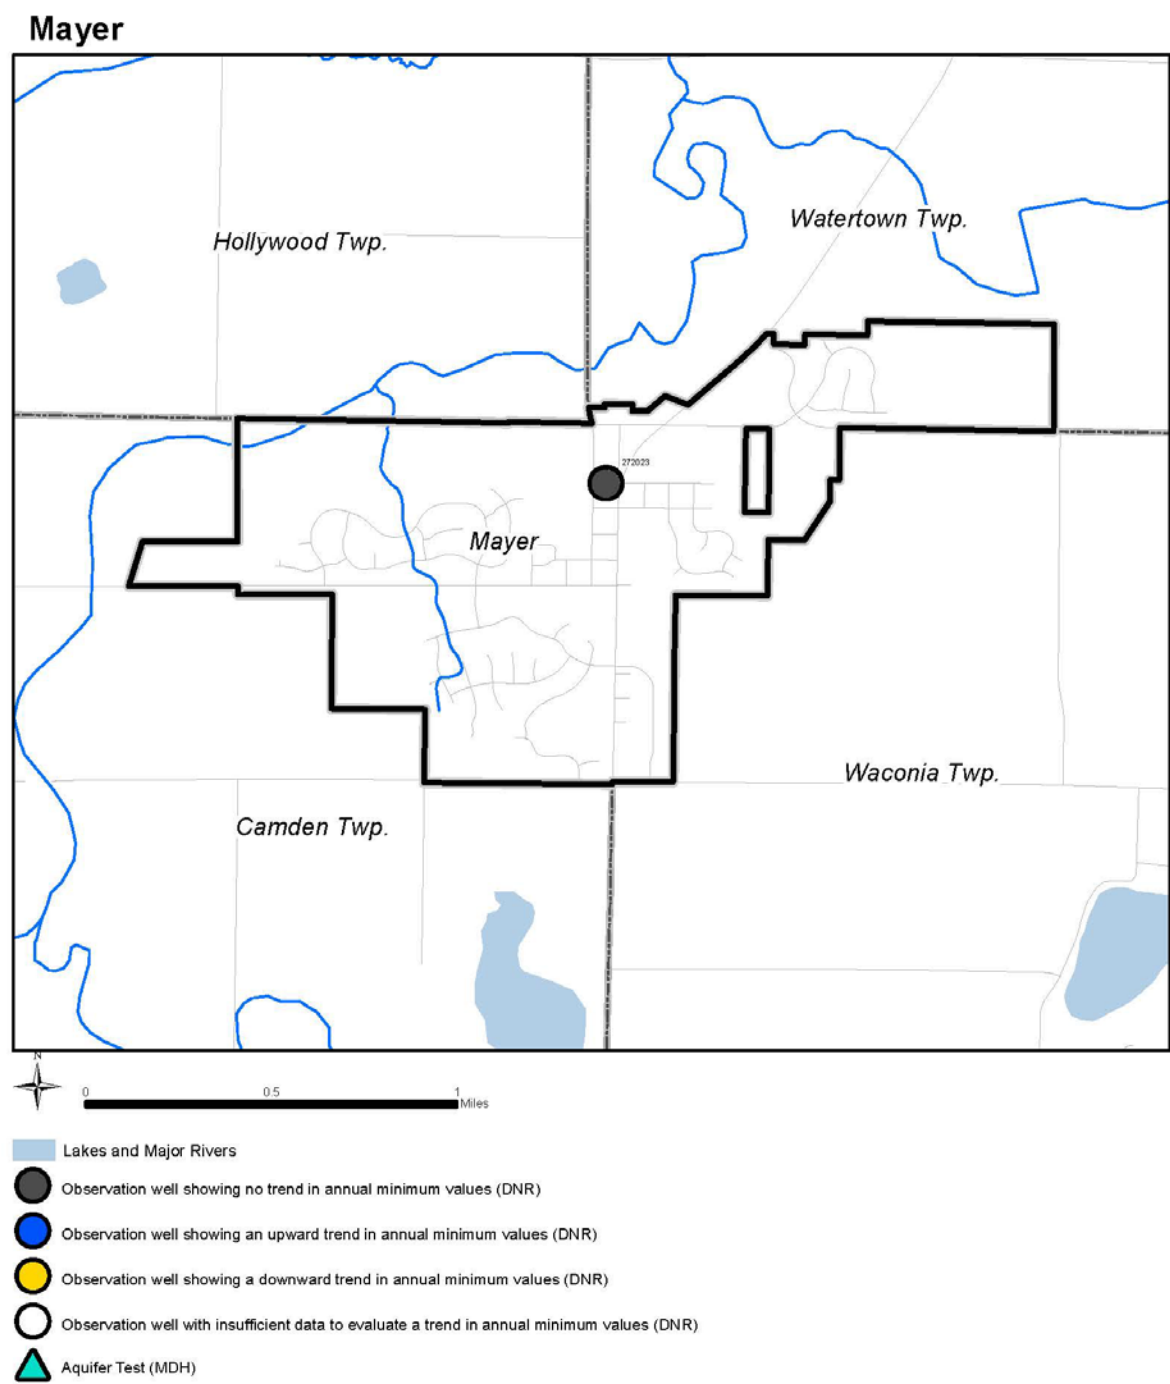 Mayer
Watertown Twp.
Hollywood Twp.
272023
Mayer
Waconia Twp.
Camden Twp.
N
0 0.5 1
Miles
Lakes and Major Rivers
Observation well showing no trend in annual minimum values (DNR)
Observation well showing an upward trend in annual minimum values (DNR)
Observation well showing a downward trend in annual minimum values (DNR)
Observation well with insufficient data to evaluate a trend in annual minimum values (DNR)
Aquifer Test (MDH)